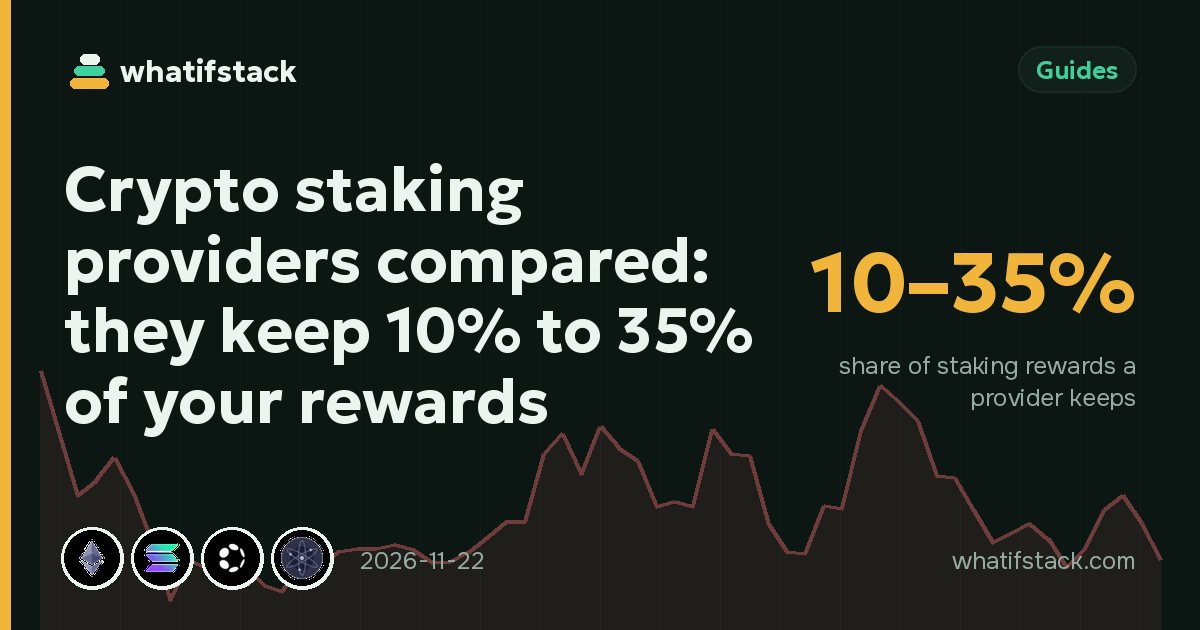 whatifstack
Guides
Crypto staking
providers compared:
they keep 10% to 35%
of your rewards
10–35%
share of staking rewards a
provider keeps
2026-11-22
whatifstack.com